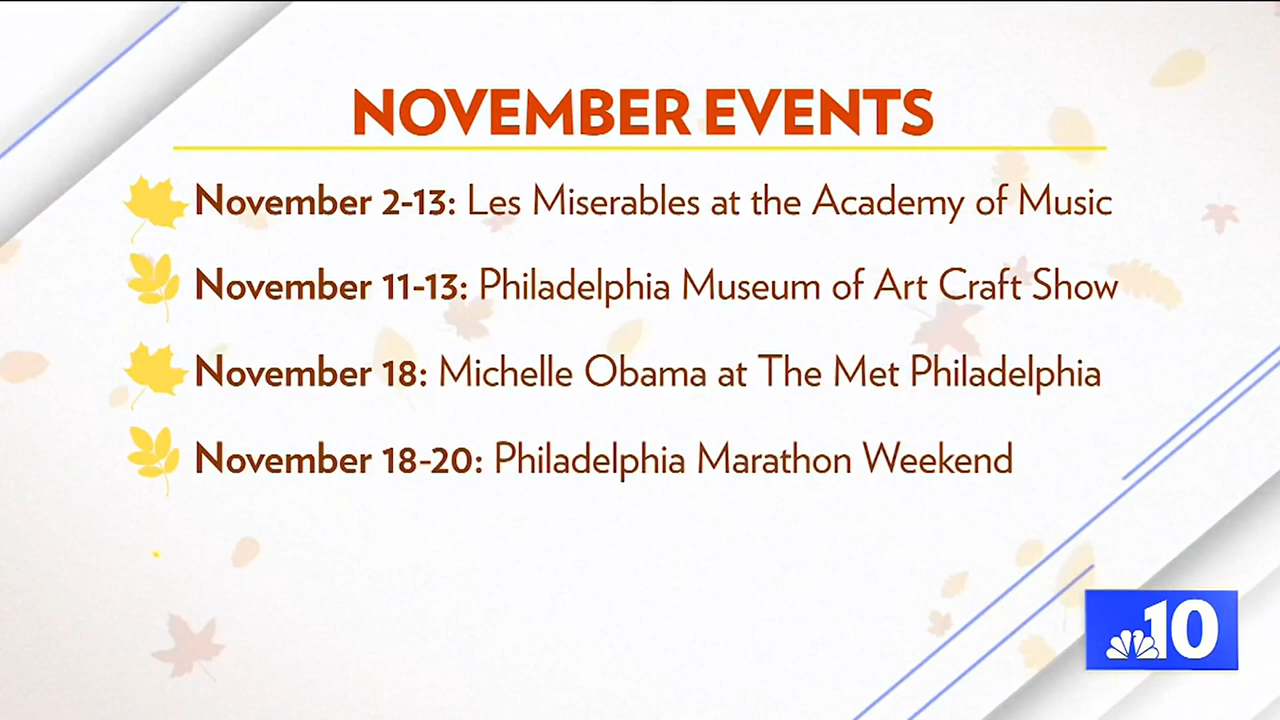 NOVEMBER EVENTS
November 2-13: Les Miserables at the Academy of Music
November 11-13: Philadelphia Museum of Art Craft Show
November 18: Michelle Obama at The Met Philadelphia
November 18-20: Philadelphia Marathon Weekend
10